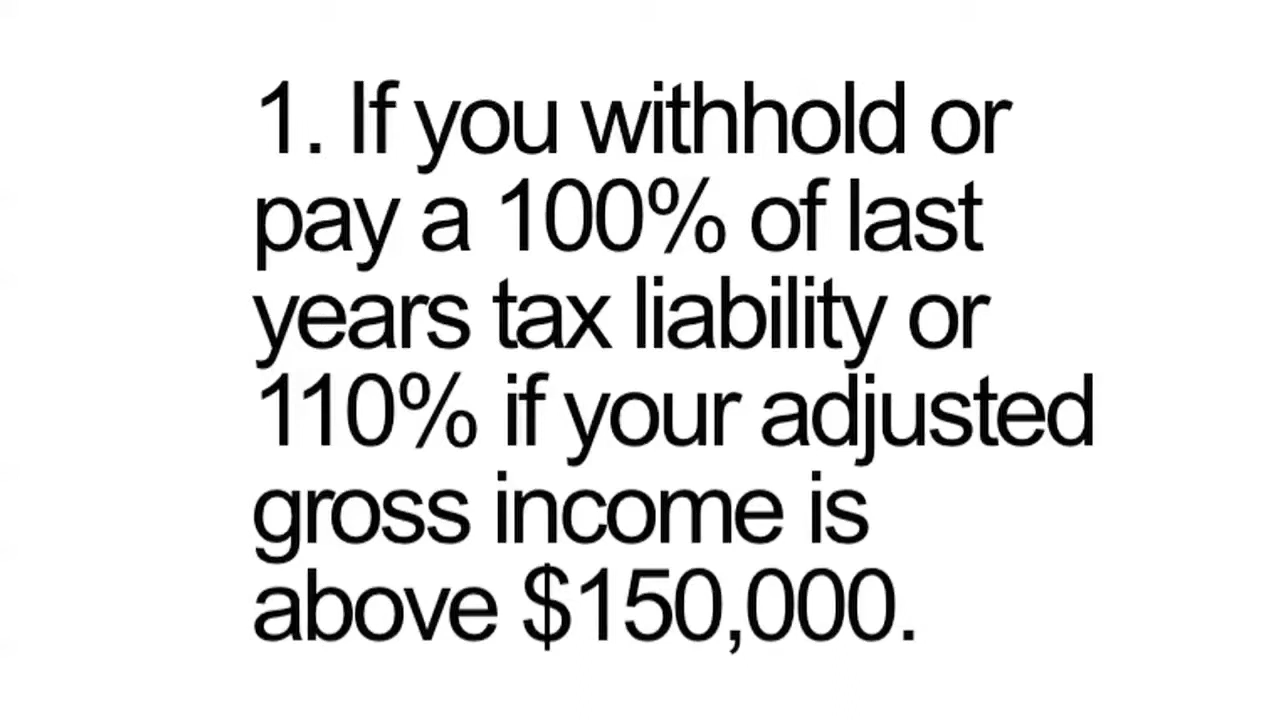 1. If you withhold or
pay a 100% of last
years tax liability or
110% if your adjusted
gross income is
above $150,000.